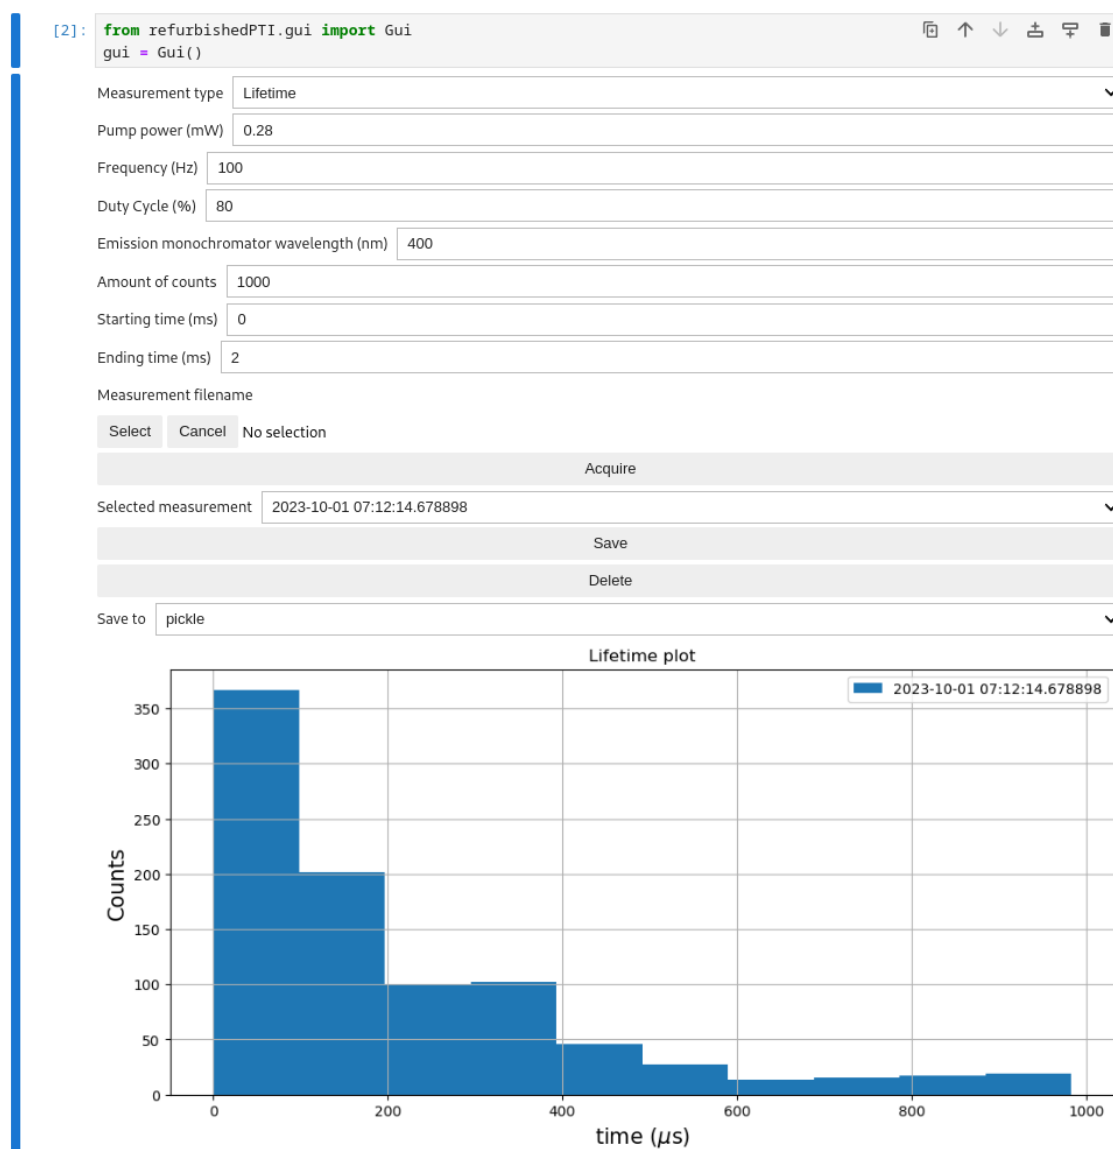 [2]: from refurbishedPTI.gui import Gui
gui = Gui()
Measurement type Lifetime
Pump power (mW) 0.28
Frequency (Hz) 100
Duty Cycle (%) 80
Emission monochromator wavelength (nm) 400
Amount of counts 1000
Starting time (ms) 0
Ending time (ms) 2
Measurement filename
Select Cancel No selection
Acquire
Selected measurement 2023-10-01 07:12:14.678898
Save
Delete
Save to pickle
Lifetime plot
2023-10-01 07:12:14.678898
350
300
250
200
150
100
50
0
Counts
0 200 400 600 800 1000
time (μs)